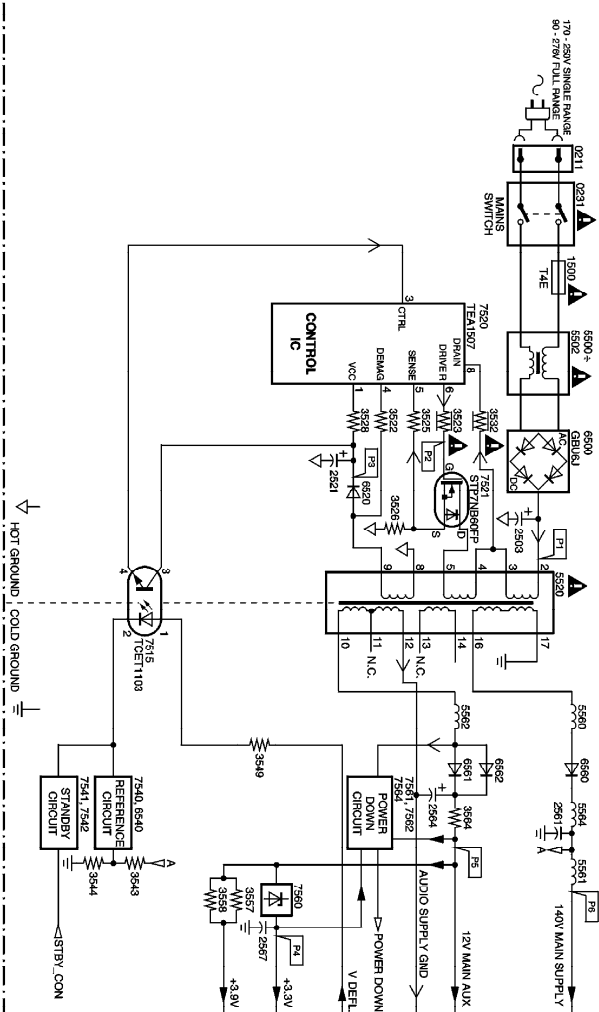 170 - 250V SINGLE RANGE
90 - 276V FULL RANGE
0211
0231
MAINS
SWITCH
1500
T4E
5500÷
5502
6500
GBU6J
AC
DC
P1
2503
+
7520
TEA1507
CONTROL
IC
CTRL
3
DRAIN
8
DRIVER
6
SENSE
5
DEMAG
4
VCC
1
3532
3523
3525
3522
3528
P2
P3
G
D
S
7521
STP7NB60FP
3526
6520
2521
+
5520
2
3
4
5
8
9
17
16
14
13
12
11
10
N.C.
N.C.
4
3
2
1
7515
TCET1103
HOT GROUND
COLD GROUND
5560
6560
5564
2561
A
5561
P6
140V MAIN SUPPLY
5562
6562
6561
2564
+
3564
P5
12V MAIN AUX
AUDIO SUPPLY GND
7561, 7562
7564
POWER
DOWN
CIRCUIT
POWER DOWN
3549
V DEFL
7560
P4
2567
+3.3V
3557
3558
+3.9V
7540, 6540
REFERENCE
CIRCUIT
7541, 7542
STANDBY
CIRCUIT
3543
3544
A
STBY_CON